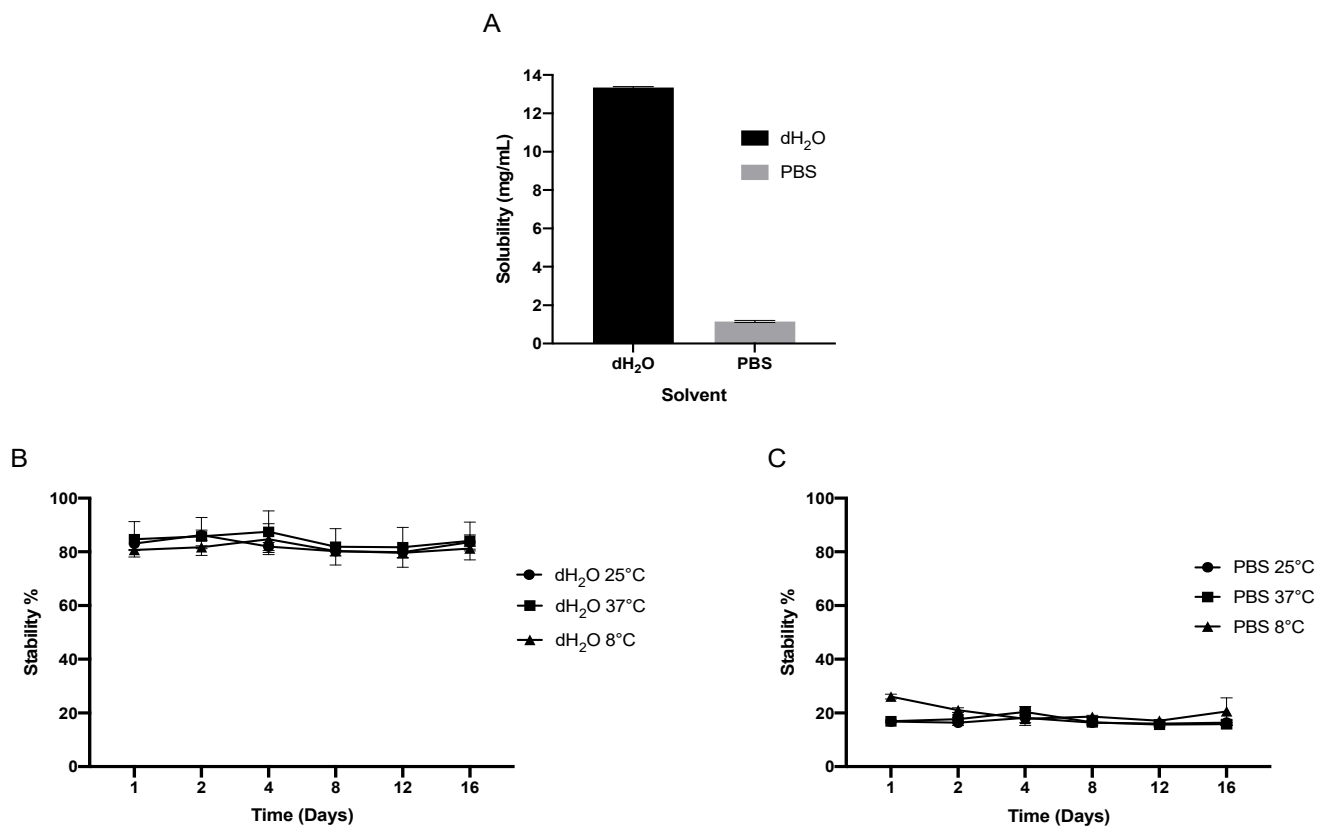 A
14
12
10
8
6
4
2
0
Solubility (mg/mL)
dH₂O
PBS
dH₂O
PBS
Solvent
B
100
80
60
40
20
0
Stability %
1 2 4 8 12 16
Time (Days)
dH₂O 25°C
dH₂O 37°C
dH₂O 8°C
C
100
80
60
40
20
0
Stability %
1 2 4 8 12 16
Time (Days)
PBS 25°C
PBS 37°C
PBS 8°C